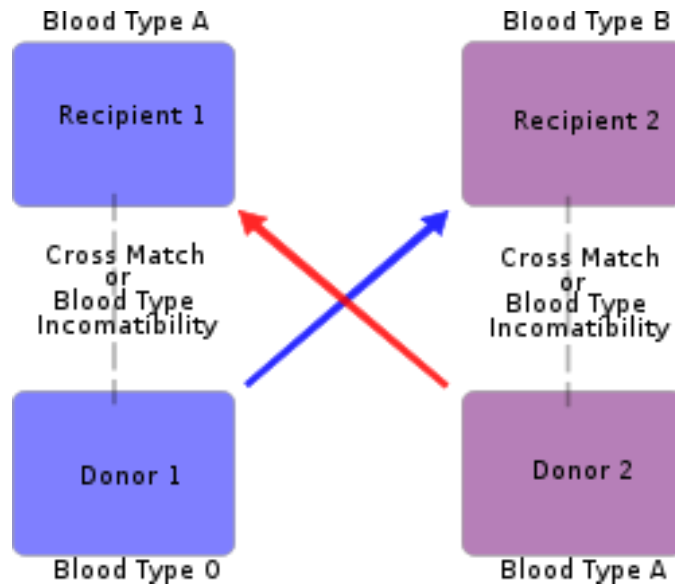 Blood Type A
Blood Type B
Recipient 1
Recipient 2
Cross Match
or
Blood Type
Incomatibility
Cross Match
or
Blood Type
Incomatibility
Donor 1
Donor 2
Blood Type O
Blood Type A